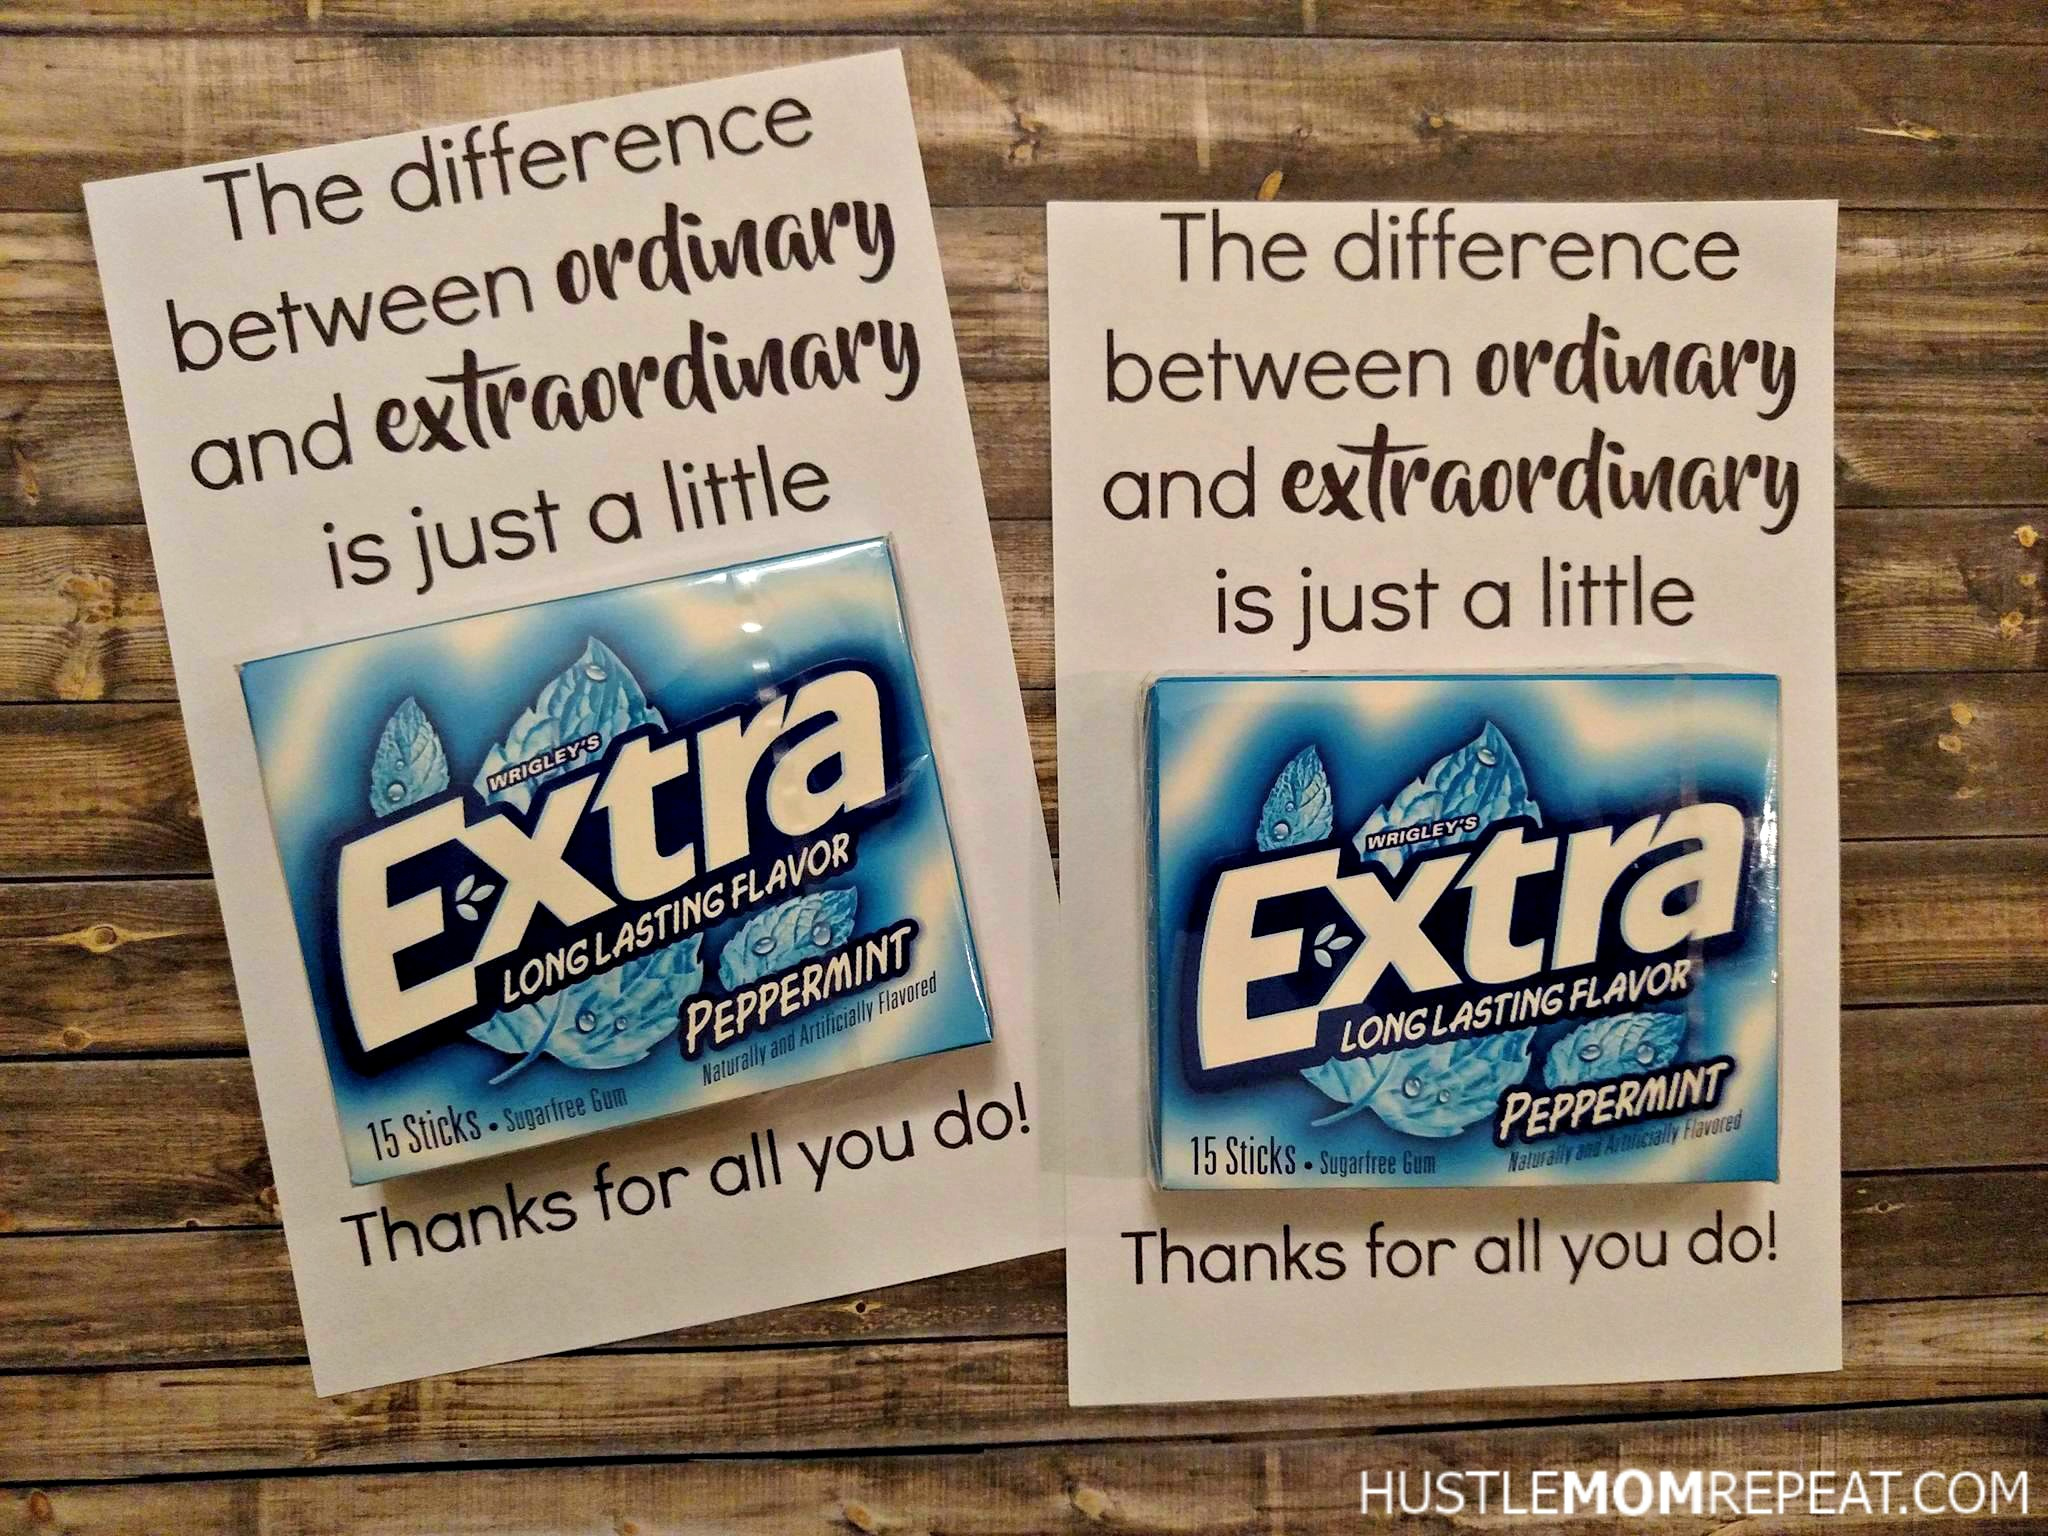 The difference
between ordinary
and extraordinary
is just a little
WRIGLEY'S
Extra
LONG LASTING FLAVOR
PEPPERMINT
Naturally and Artificially Flavored
15 Sticks • Sugarfree Gum
Thanks for all you do!
The difference
between ordinary
and extraordinary
is just a little
WRIGLEY'S
Extra
LONG LASTING FLAVOR
PEPPERMINT
Naturally and Artificially Flavored
15 Sticks • Sugarfree Gum
Thanks for all you do!
HUSTLEMOMREPEAT.COM